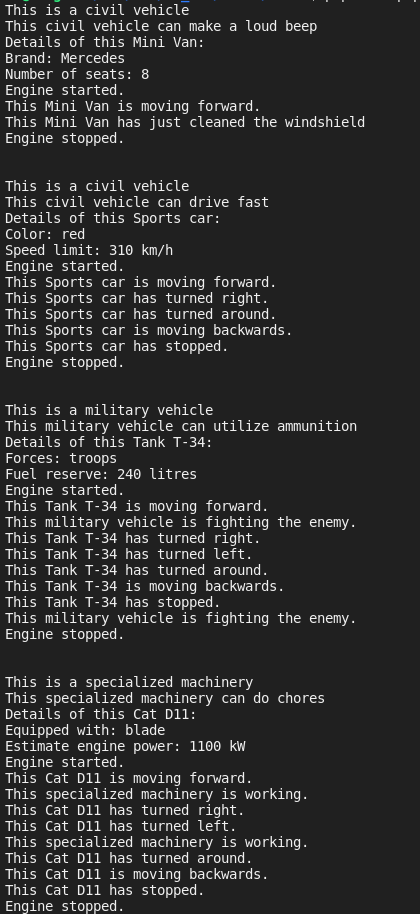 This is a civil vehicle
This civil vehicle can make a loud beep
Details of this Mini Van:
Brand: Mercedes
Number of seats: 8
Engine started.
This Mini Van is moving forward.
This Mini Van has just cleaned the windshield
Engine stopped.
This is a civil vehicle
This civil vehicle can drive fast
Details of this Sports car:
Color: red
Speed limit: 310 km/h
Engine started.
This Sports car is moving forward.
This Sports car has turned right.
This Sports car has turned around.
This Sports car is moving backwards.
This Sports car has stopped.
Engine stopped.
This is a military vehicle
This military vehicle can utilize ammunition
Details of this Tank T-34:
Forces: troops
Fuel reserve: 240 litres
Engine started.
This Tank T-34 is moving forward.
This military vehicle is fighting the enemy.
This Tank T-34 has turned right.
This Tank T-34 has turned left.
This Tank T-34 has turned around.
This Tank T-34 is moving backwards.
This Tank T-34 has stopped.
This military vehicle is fighting the enemy.
Engine stopped.
This is a specialized machinery
This specialized machinery can do chores
Details of this Cat D11:
Equipped with: blade
Estimate engine power: 1100 kW
Engine started.
This Cat D11 is moving forward.
This specialized machinery is working.
This Cat D11 has turned right.
This Cat D11 has turned left.
This specialized machinery is working.
This Cat D11 has turned around.
This Cat D11 is moving backwards.
This Cat D11 has stopped.
Engine stopped.